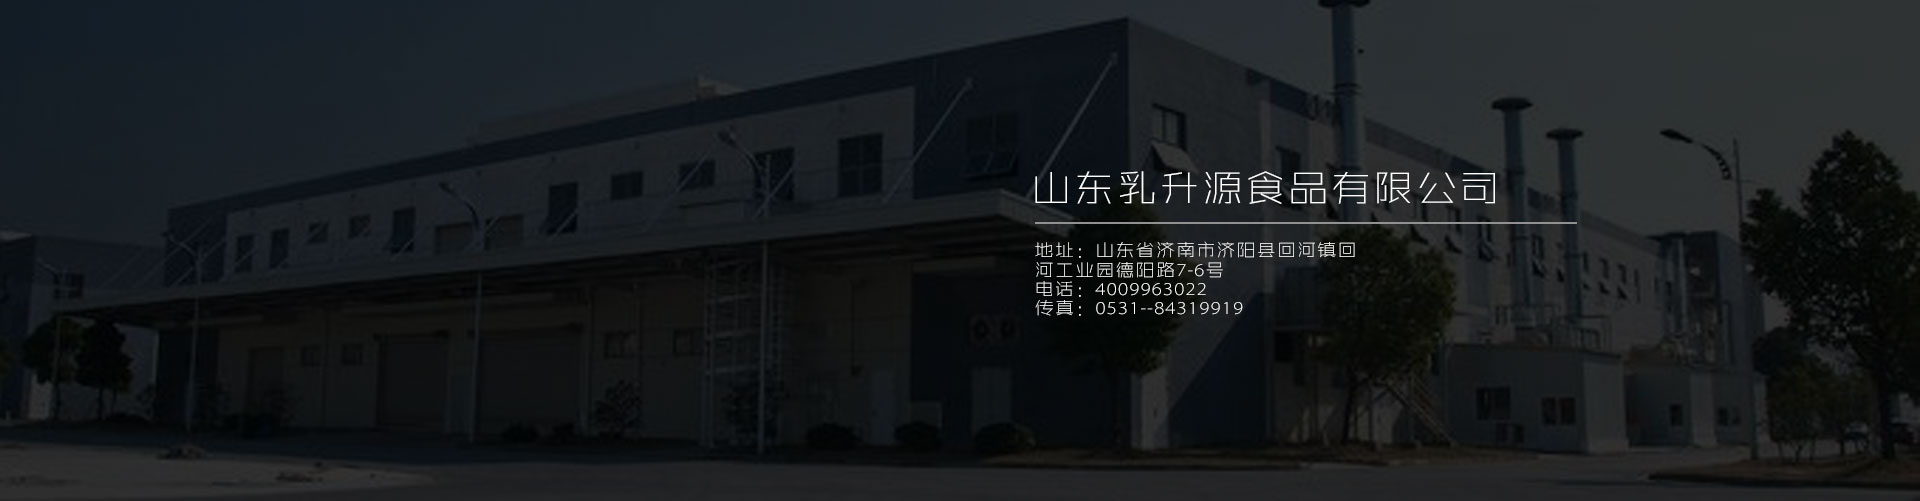 山东乳升源食品有限公司
地址：山东省济南市济阳县回河镇回
河工业园德阳路7-6号
电话：4009963022
传真：0531--84319919